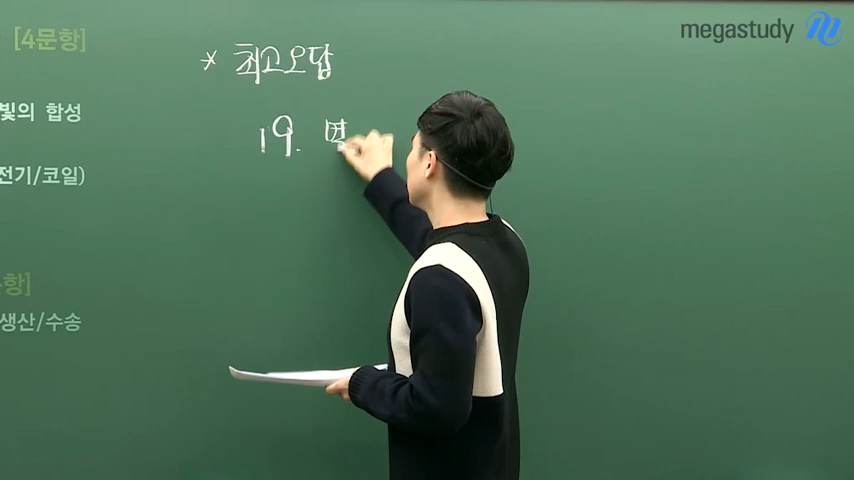 megastudy
[4문항]
빛의 합성
전기/코일)
항]
생산/수송
* 최고오답
19.